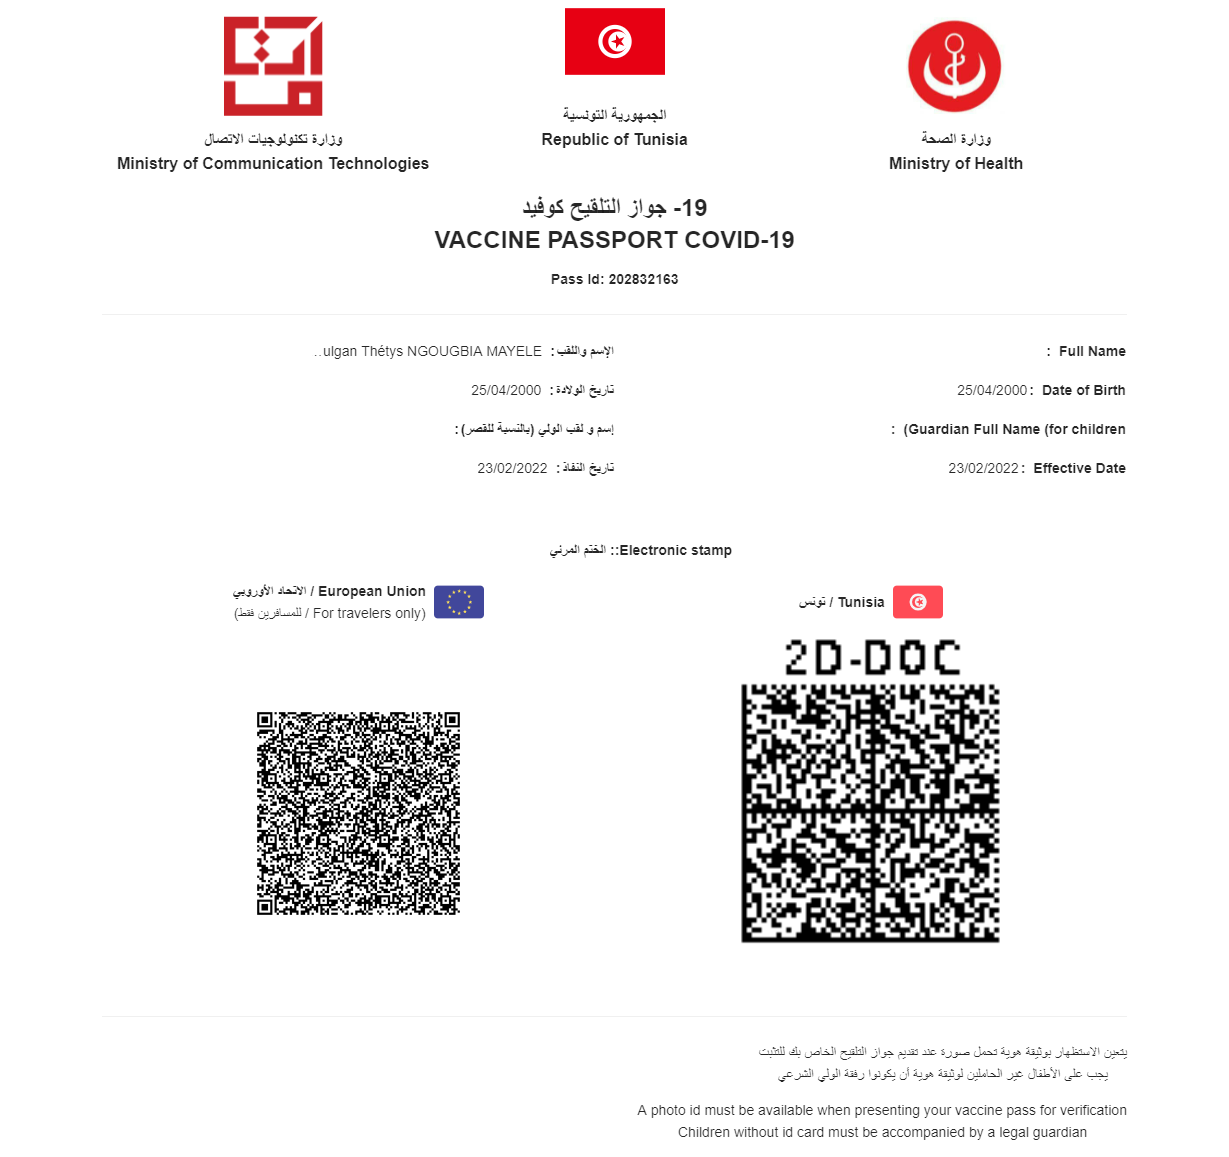 وزارة تكنولوجيات الاتصال
Ministry of Communication Technologies
الجمهورية التونسية
Republic of Tunisia
وزارة الصحة
Ministry of Health
جواز التلقيح كوفيد -19
VACCINE PASSPORT COVID-19
Pass Id: 202832163
Full Name :
الإسم واللقب : ..ulgan Thétys NGOUGBIA MAYELE
Date of Birth : 25/04/2000
تاريخ الولادة : 25/04/2000
(Guardian Full Name (for children :
إسم و لقب الولي (بالنسبة للقصر) :
Effective Date : 23/02/2022
تاريخ النفاذ : 23/02/2022
الختم المرئي ::Electronic stamp
الاتحاد الأوروبي / European Union
(للمسافرين فقط / For travelers only)
تونس / Tunisia
2D-DOC
يتعين الاستظهار بوثيقة هوية تحمل صورة عند تقديم جواز التلقيح الخاص بك للتثبت
يجب على الأطفال غير الحاملين لوثيقة هوية أن يكونوا رفقة الولي الشرعي
A photo id must be available when presenting your vaccine pass for verification
Children without id card must be accompanied by a legal guardian